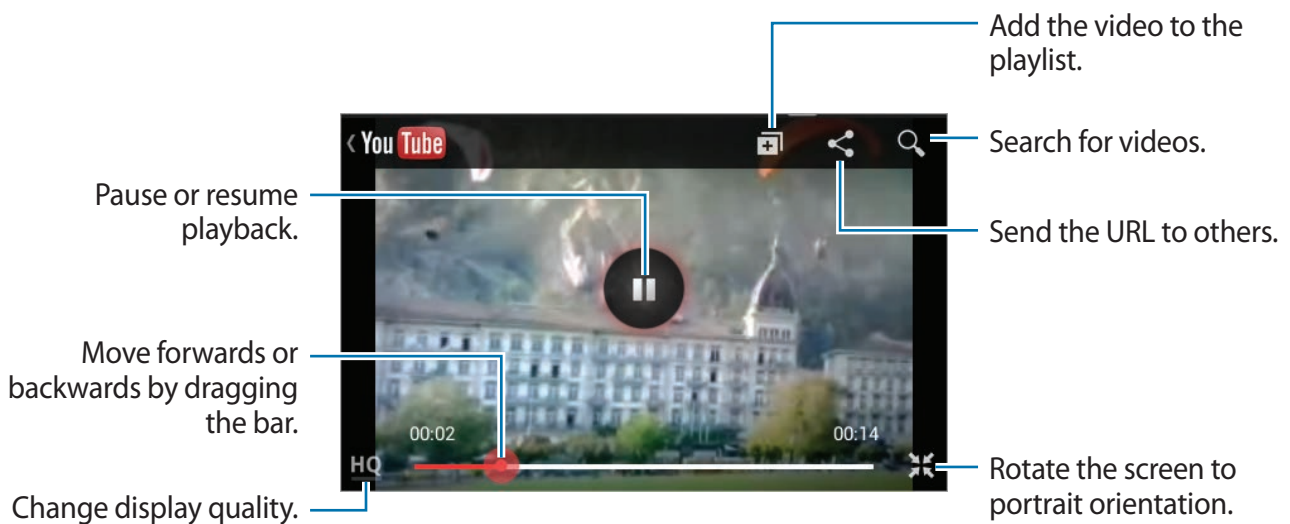 Add the video to the
playlist.
You Tube
Search for videos.
Pause or resume
playback.
Send the URL to others.
Move forwards or
backwards by dragging
the bar.
00:02
00:14
HQ
Rotate the screen to
portrait orientation.
Change display quality.